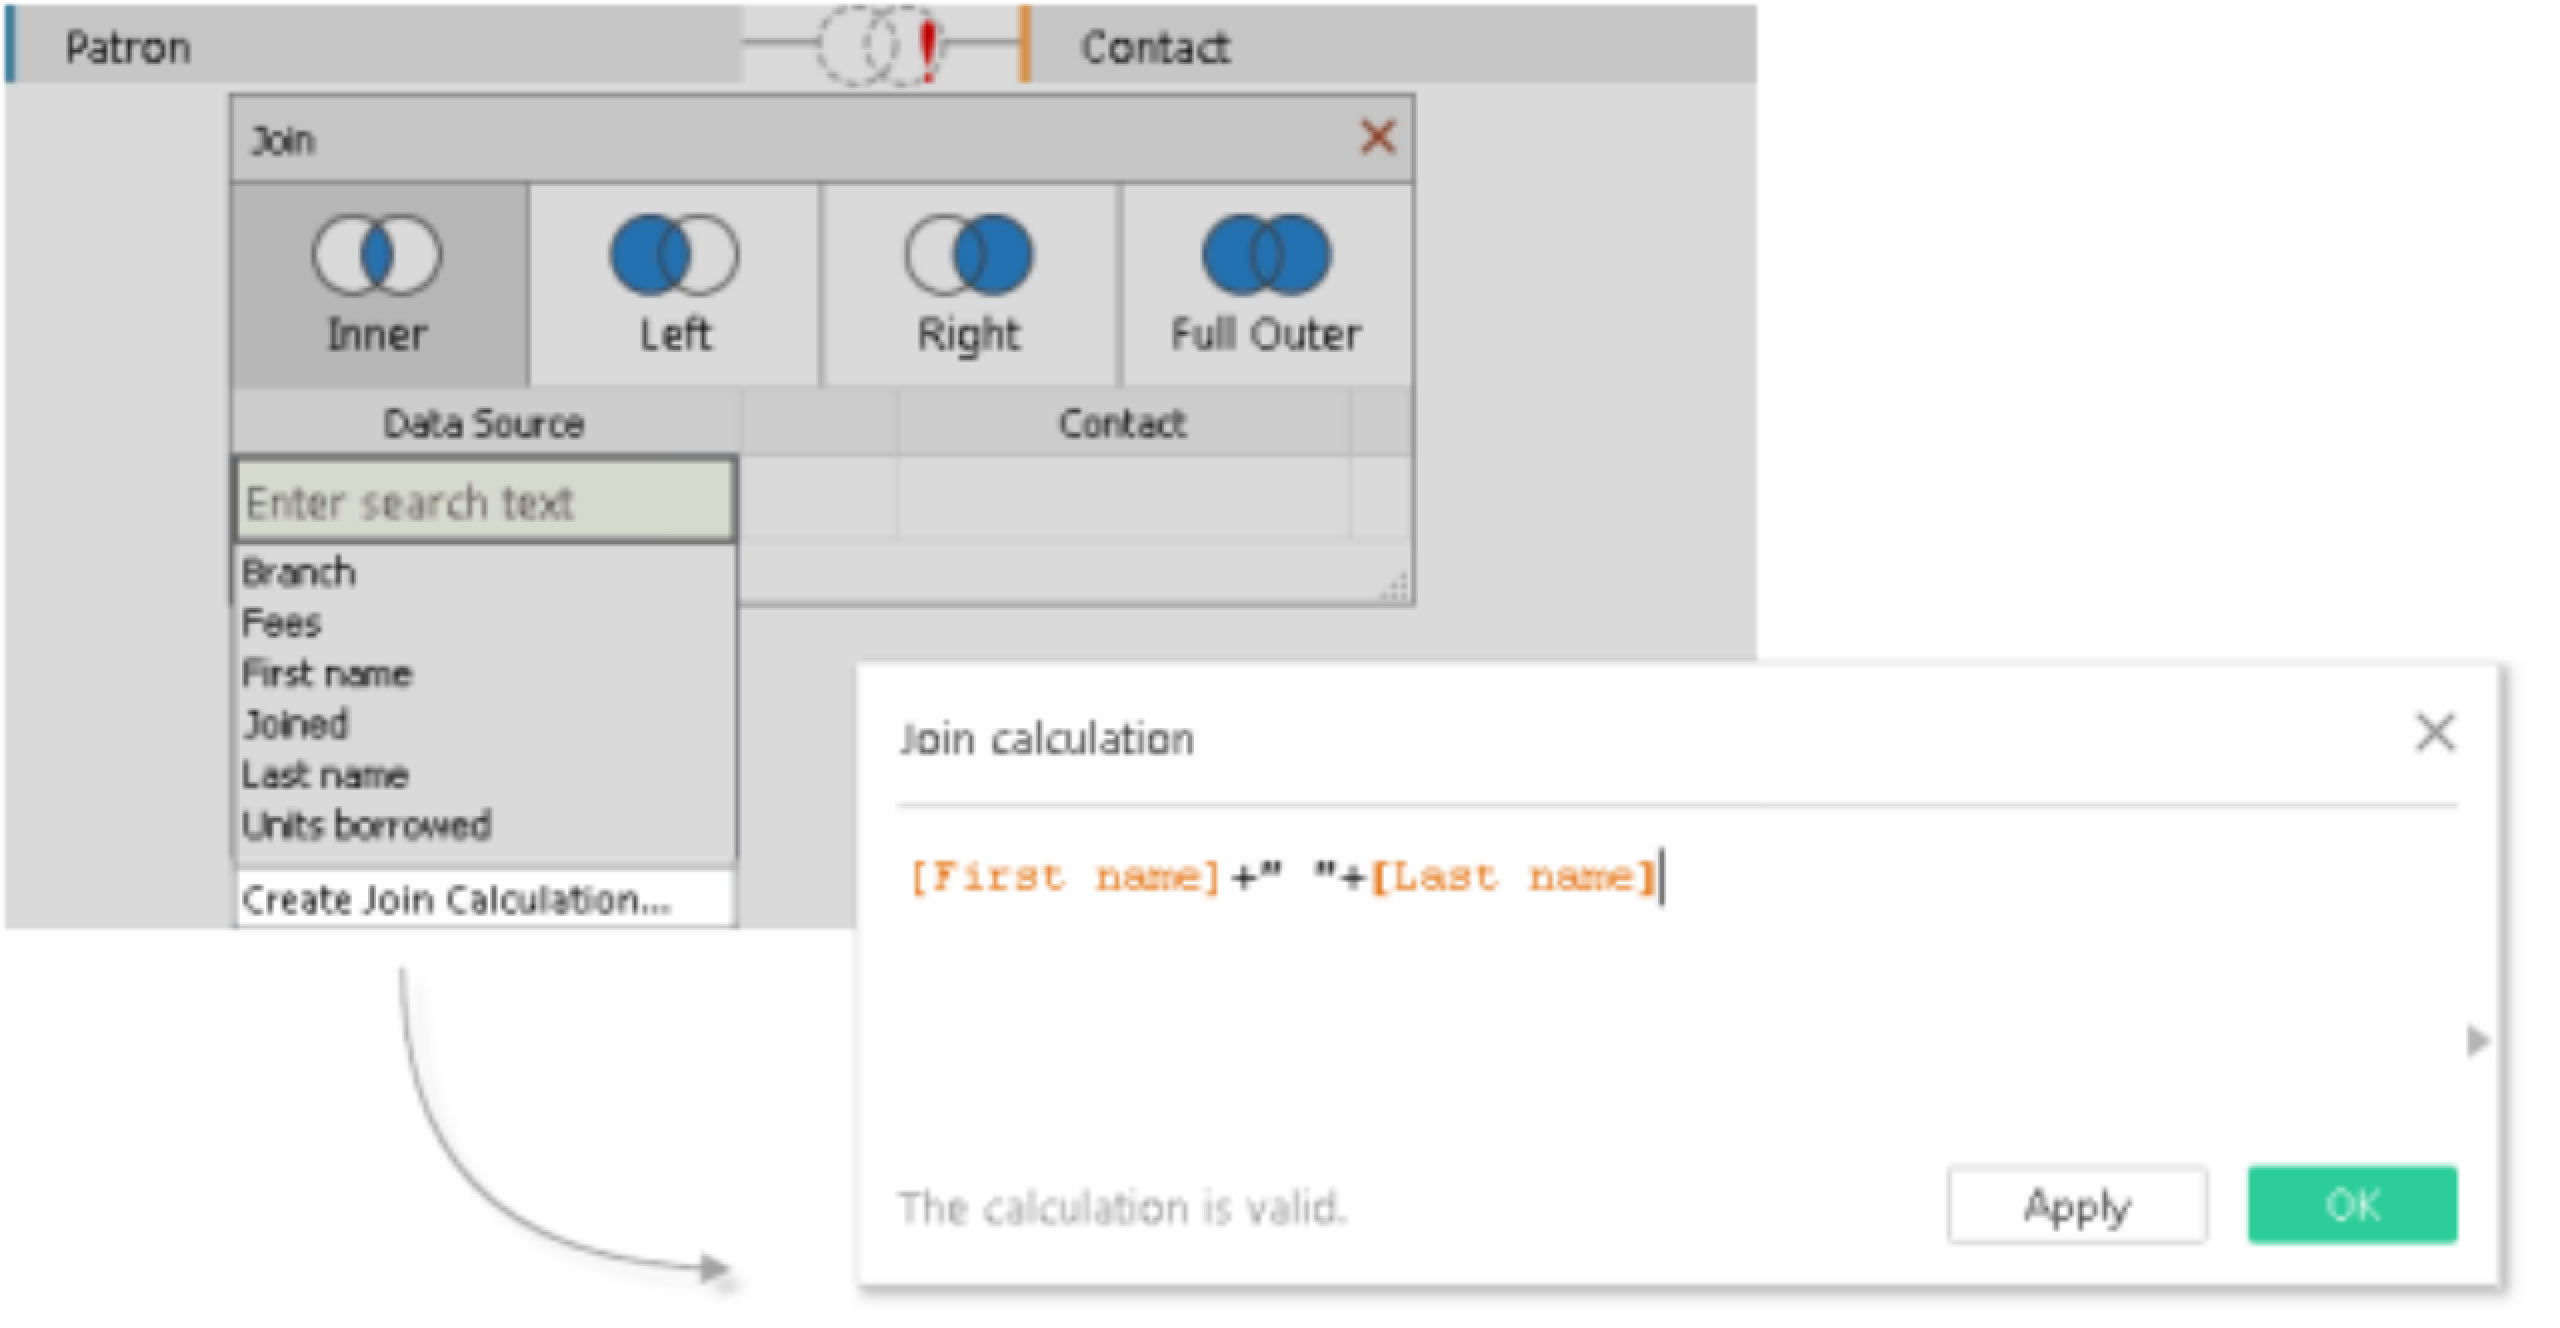 Patron
Contact
Join
Inner
Left
Right
Full Outer
Data Source
Contact
Enter search text
Branch
Fees
First name
Joined
Last name
Units borrowed
Create Join Calculation...
Join calculation
[First name]+" "+[Last name]
The calculation is valid.
Apply
OK